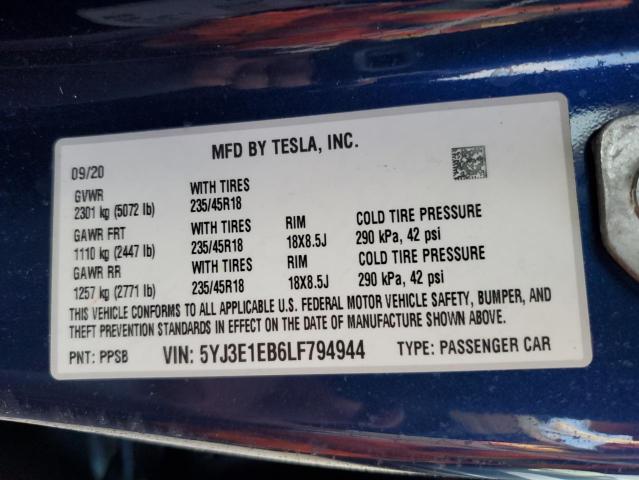 MFD BY TESLA, INC.
09/20
GVWR WITH TIRES
2301 kg (5072 lb) 235/45R18
GAWR FRT WITH TIRES RIM COLD TIRE PRESSURE
1110 kg (2447 lb) 235/45R18 18X8.5J 290 kPa, 42 psi
GAWR RR WITH TIRES RIM COLD TIRE PRESSURE
1257 kg (2771 lb) 235/45R18 18X8.5J 290 kPa, 42 psi
THIS VEHICLE CONFORMS TO ALL APPLICABLE U.S. FEDERAL MOTOR VEHICLE SAFETY, BUMPER, AND
THEFT PREVENTION STANDARDS IN EFFECT ON THE DATE OF MANUFACTURE SHOWN ABOVE.
PNT: PPSB VIN: 5YJ3E1EB6LF794944 TYPE: PASSENGER CAR